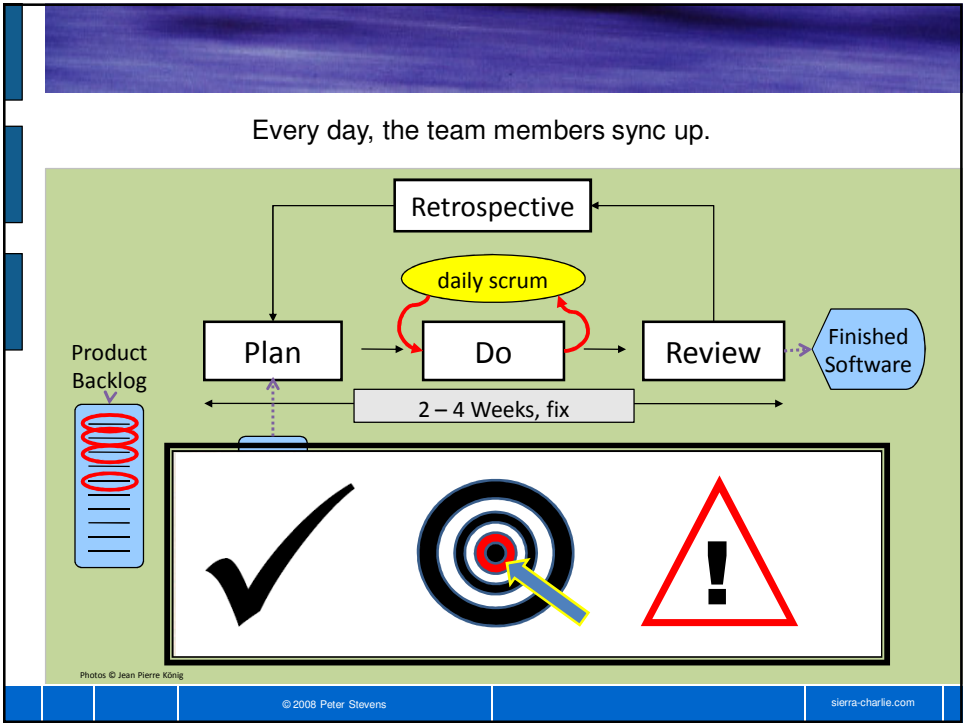 Every day, the team members sync up.
Retrospective
daily scrum
Plan
Do
Review
Finished
Software
Product
Backlog
2 – 4 Weeks, fix
!
Photos © Jean Pierre König
© 2008 Peter Stevens
sierra-charlie.com